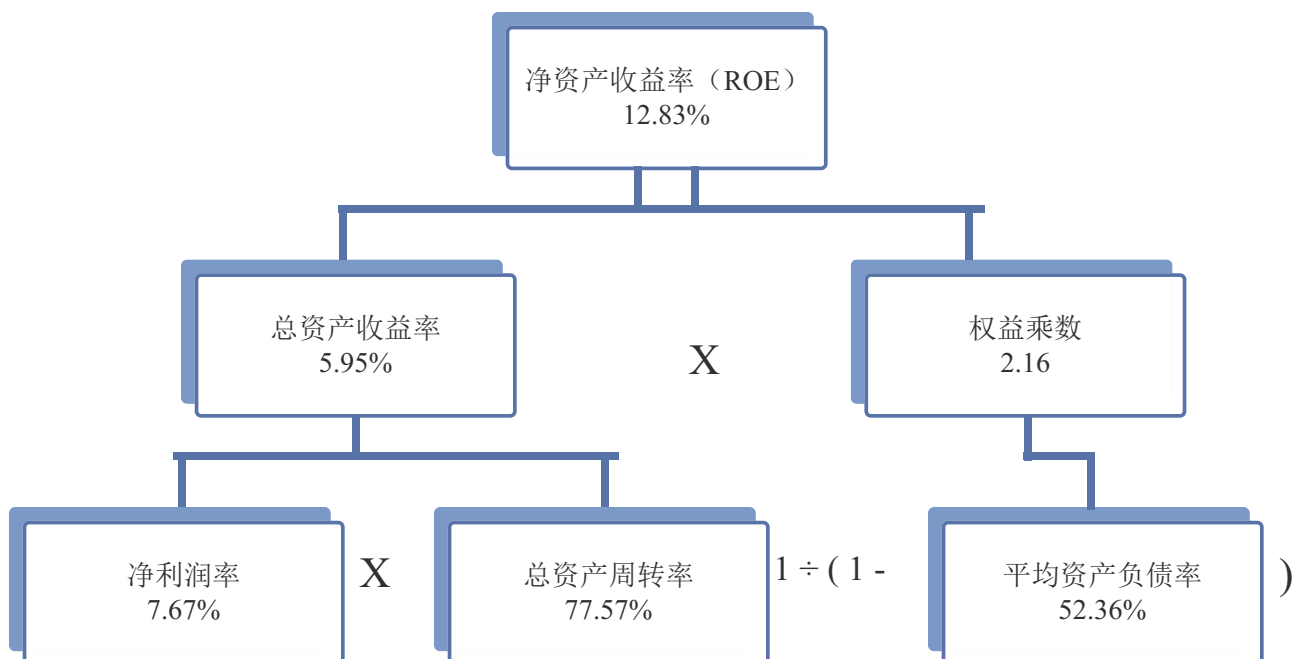 净资产收益率（ROE）
12.83%
总资产收益率
5.95%
X
权益乘数
2.16
净利润率
7.67%
X
总资产周转率
77.57%
1 ÷ ( 1 -
平均资产负债率
52.36%
)